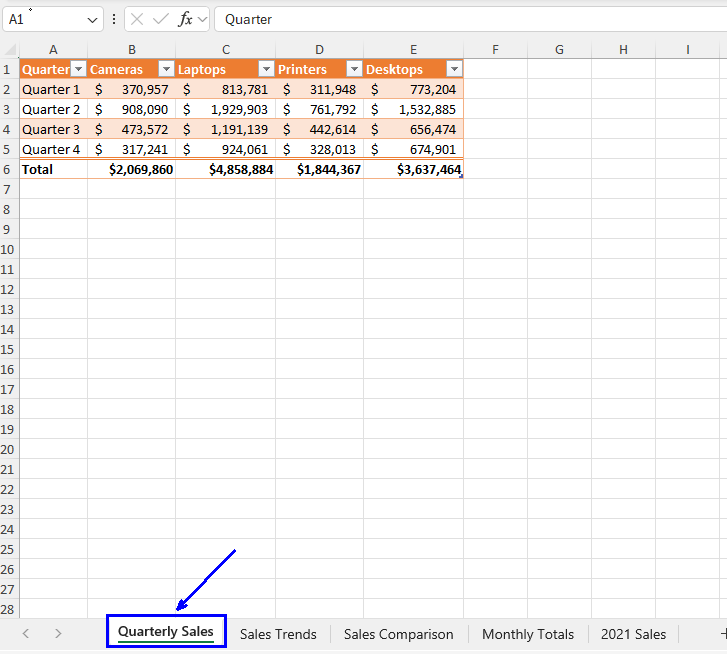 A1 fx Quarter
A B C D E F G H I
1 Quarter Cameras Laptops Printers Desktops
2 Quarter 1 $ 370,957 $ 813,781 $ 311,948 $ 773,204
3 Quarter 2 $ 908,090 $ 1,929,903 $ 761,792 $ 1,532,885
4 Quarter 3 $ 473,572 $ 1,191,139 $ 442,614 $ 656,474
5 Quarter 4 $ 317,241 $ 924,061 $ 328,013 $ 674,901
6 Total $2,069,860 $4,858,884 $1,844,367 $3,637,464
7
8
9
10
11
12
13
14
15
16
17
18
19
20
21
22
23
24
25
26
27
28
Quarterly Sales Sales Trends Sales Comparison Monthly Totals 2021 Sales